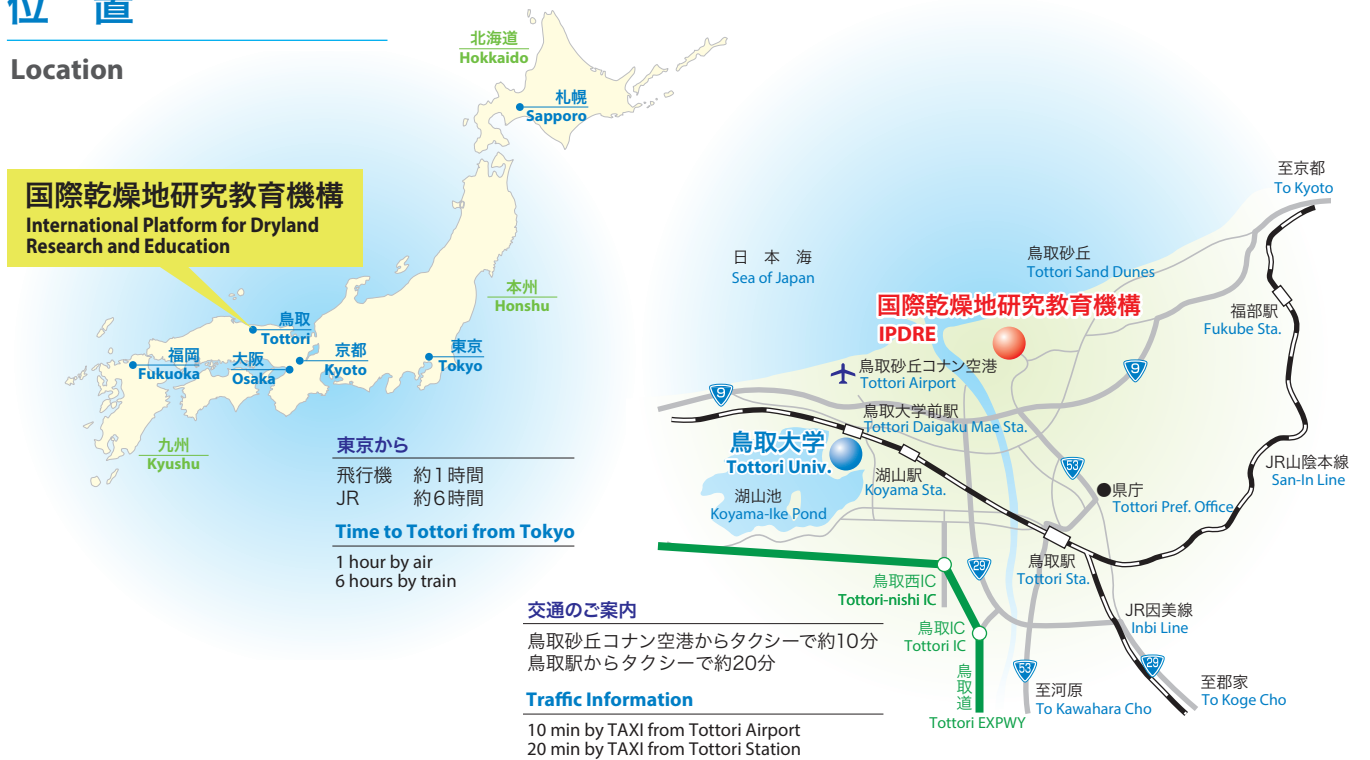 位 置
Location
北海道
Hokkaido
札幌
Sapporo
国際乾燥地研究教育機構
International Platform for Dryland
Research and Education
本州
Honshu
鳥取
Tottori
福岡
Fukuoka
大阪
Osaka
京都
Kyoto
東京
Tokyo
九州
Kyushu
東京から
飛行機 約1時間
JR 約6時間
Time to Tottori from Tokyo
1 hour by air
6 hours by train
交通のご案内
鳥取砂丘コナン空港からタクシーで約10分
鳥取駅からタクシーで約20分
Traffic Information
10 min by TAXI from Tottori Airport
20 min by TAXI from Tottori Station
至京都
To Kyoto
日 本 海
Sea of Japan
鳥取砂丘
Tottori Sand Dunes
国際乾燥地研究教育機構
IPDRE
福部駅
Fukube Sta.
鳥取砂丘コナン空港
Tottori Airport
9
9
鳥取大学前駅
Tottori Daigaku Mae Sta.
鳥取大学
Tottori Univ.
湖山駅
Koyama Sta.
湖山池
Koyama-Ike Pond
53
JR山陰本線
San-In Line
県庁
Tottori Pref. Office
鳥取駅
Tottori Sta.
29
鳥取西IC
Tottori-nishi IC
鳥取IC
Tottori IC
JR因美線
Inbi Line
鳥取道
Tottori EXPWY
53
至河原
To Kawahara Cho
29
至郡家
To Koge Cho